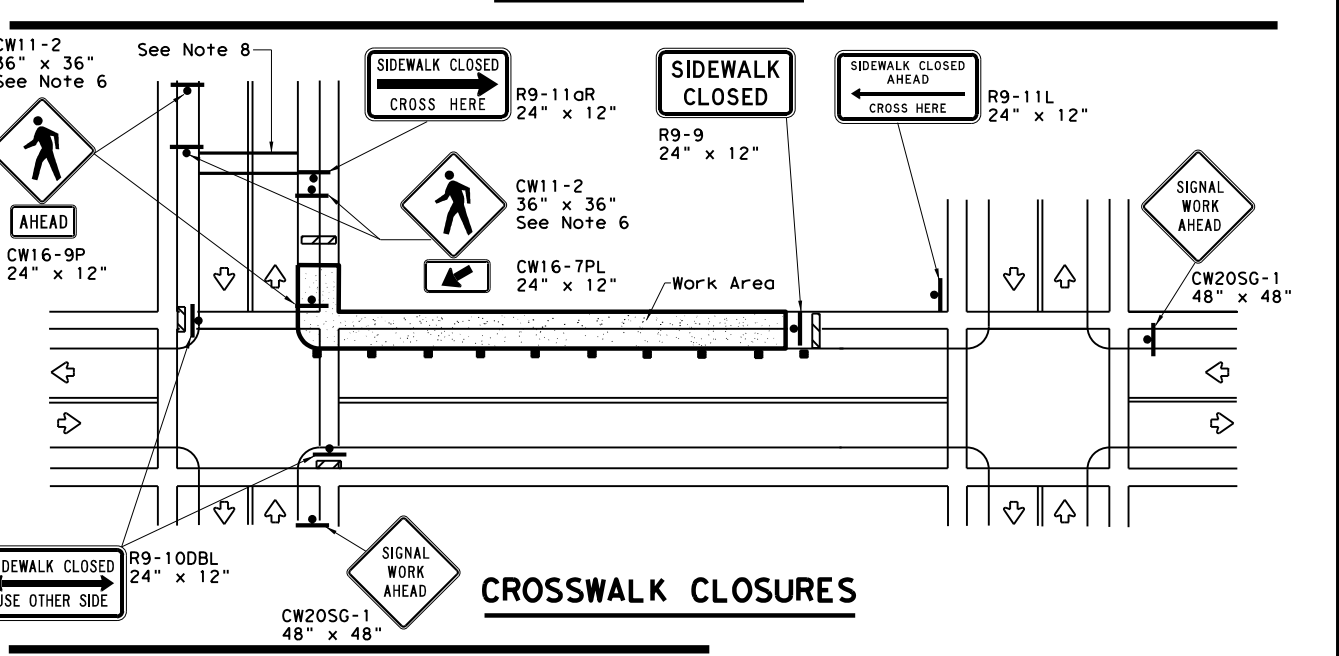 CW11-2
36" x 36"
See Note 6
See Note 8
SIDEWALK CLOSED
CROSS HERE
R9-11aR
24" x 12"
SIDEWALK
CLOSED
R9-9
24" x 12"
SIDEWALK CLOSED
AHEAD
CROSS HERE
R9-11L
24" x 12"
AHEAD
CW16-9P
24" x 12"
CW11-2
36" x 36"
See Note 6
CW16-7PL
24" x 12"
Work Area
SIGNAL
WORK
AHEAD
CW20SG-1
48" x 48"
DEWALK CLOSED
USE OTHER SIDE
R9-10DBL
24" x 12"
SIGNAL
WORK
AHEAD
CW20SG-1
48" x 48"
CROSSWALK CLOSURES